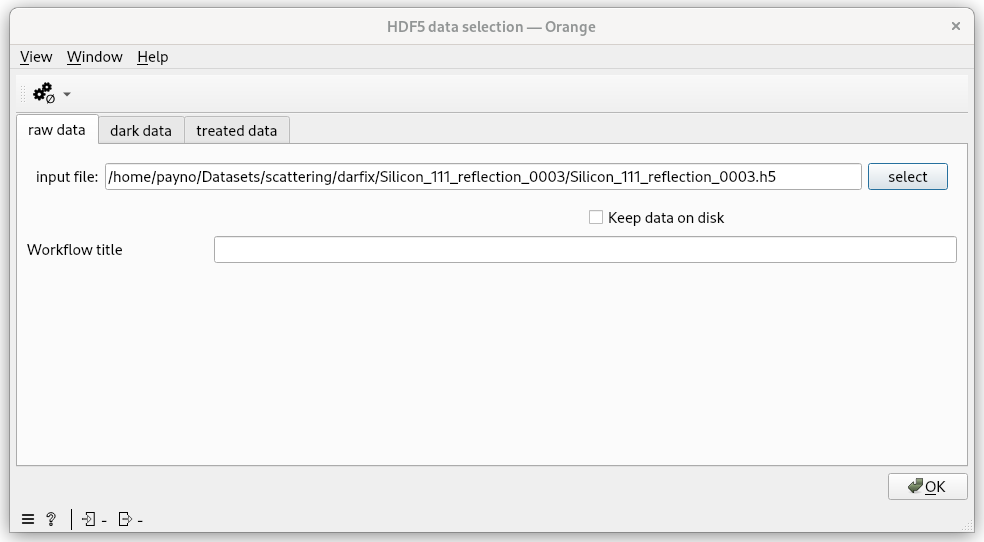 HDF5 data selection — Orange ×
View Window Help
raw data dark data treated data
input file: /home/payno/Datasets/scattering/darfix/Silicon_111_reflection_0003/Silicon_111_reflection_0003.h5 select
Keep data on disk
Workflow title
OK
? - -